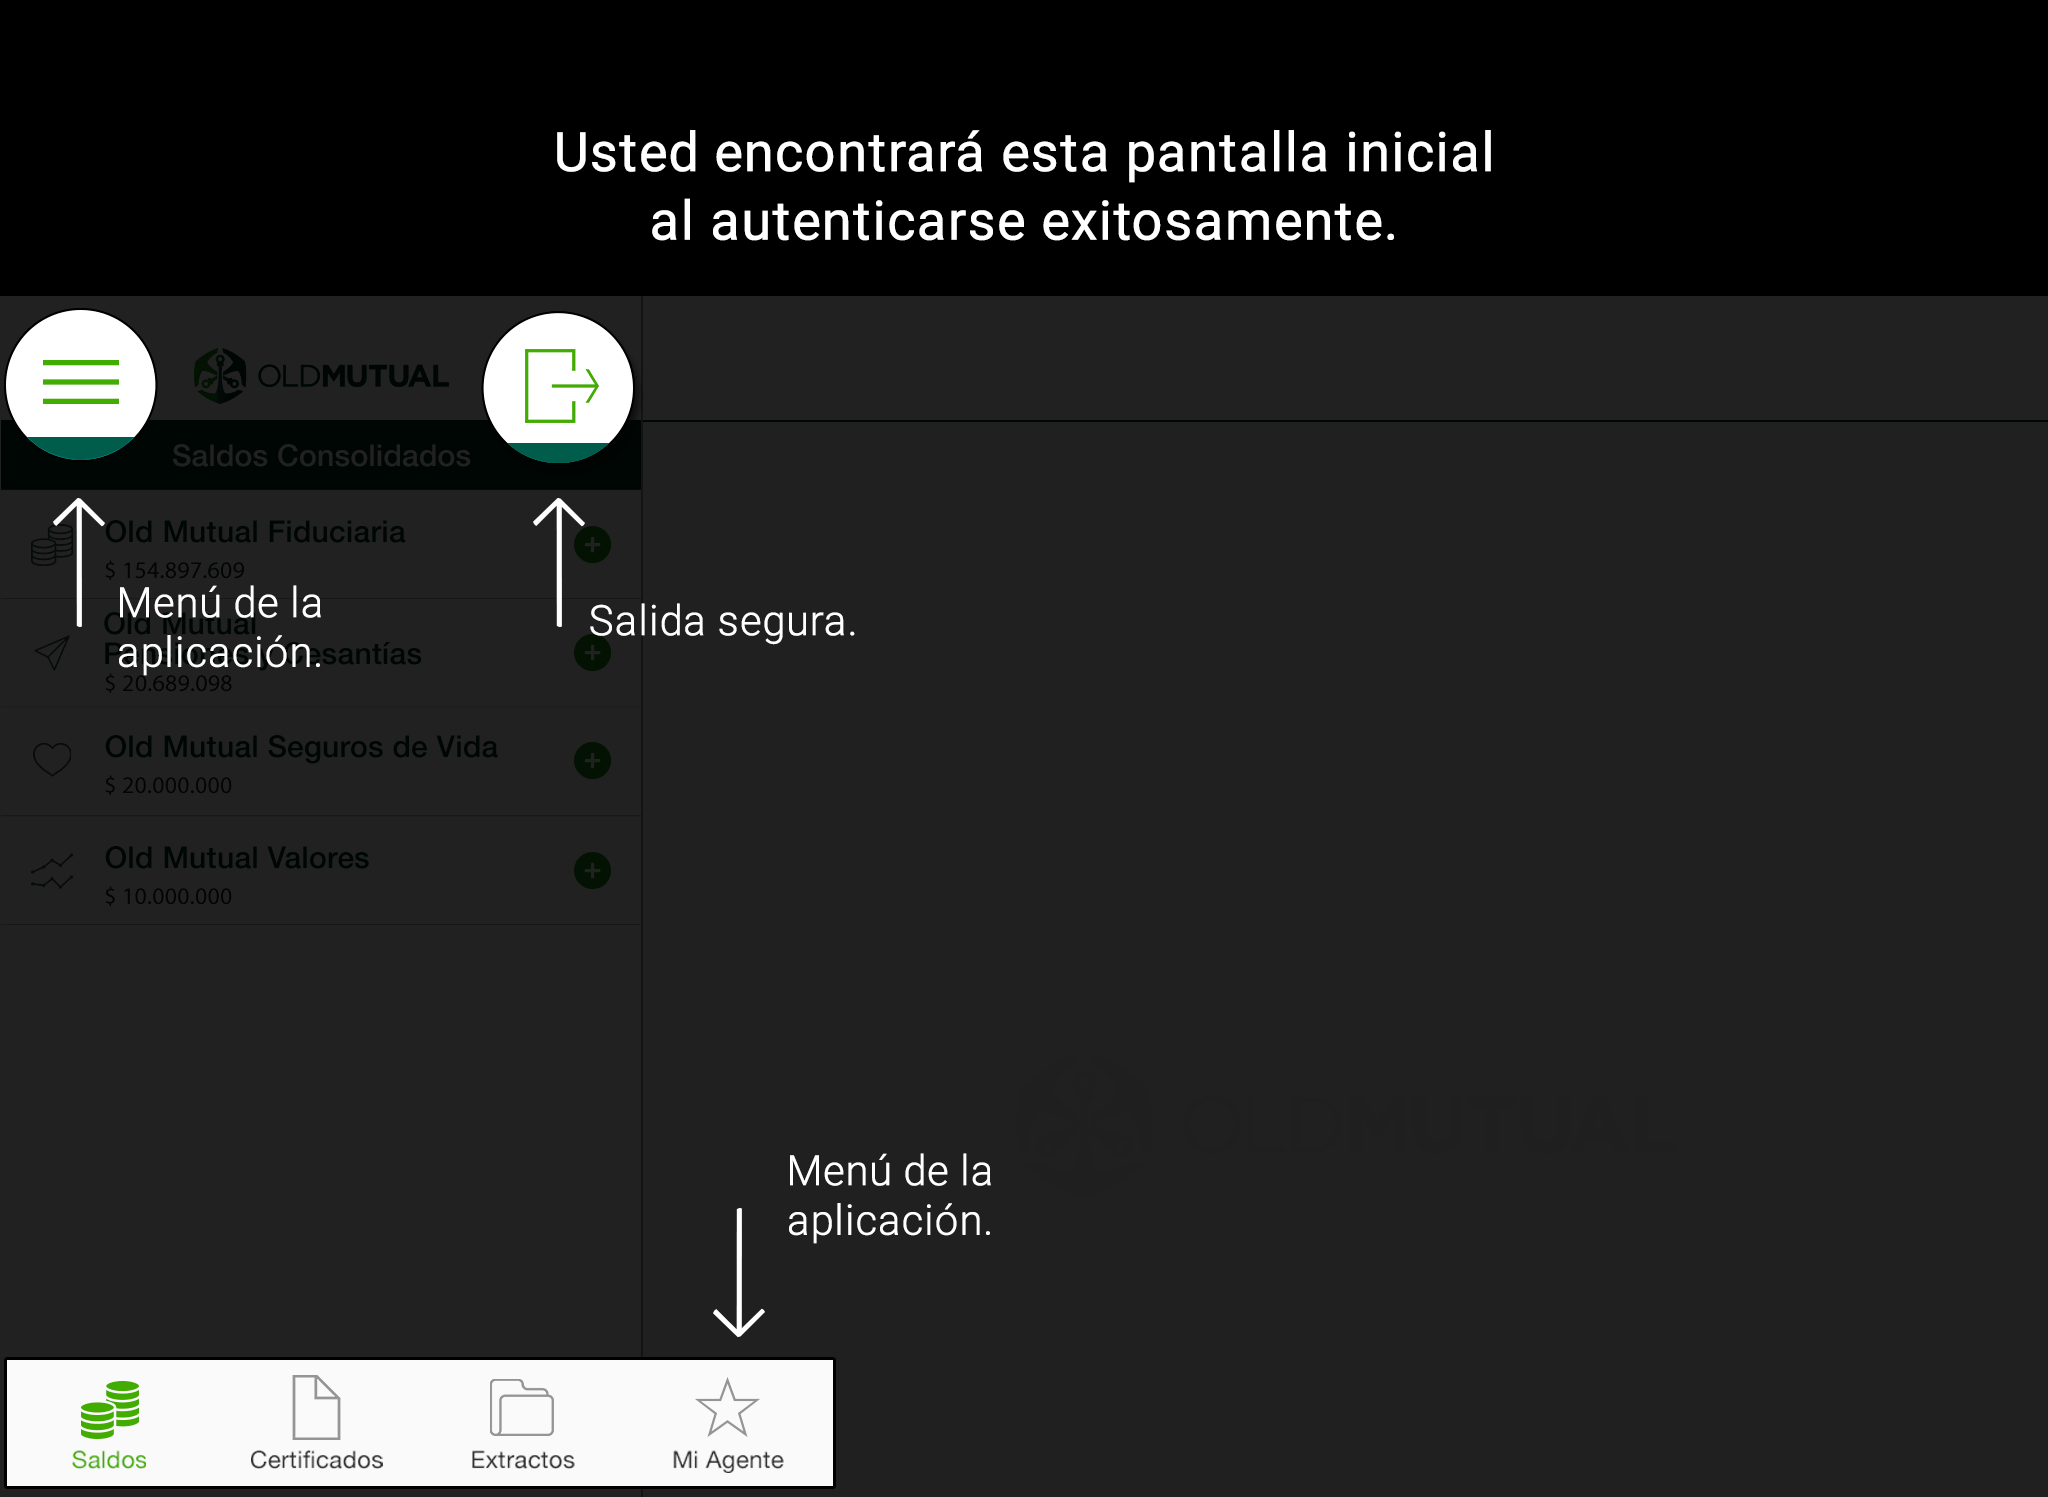 Usted encontrará esta pantalla inicial
al autenticarse exitosamente.
OLDMUTUAL
Saldos Consolidados
Old Mutual Fiduciaria
$ 154.897.609
Menú de la
aplicación.
Salida segura.
Old Mutual
Pensiones y Cesantías
$ 20.689.098
Old Mutual Seguros de Vida
$ 20.000.000
Old Mutual Valores
$ 10.000.000
OLDMUTUAL
Menú de la
aplicación.
Saldos
Certificados
Extractos
Mi Agente